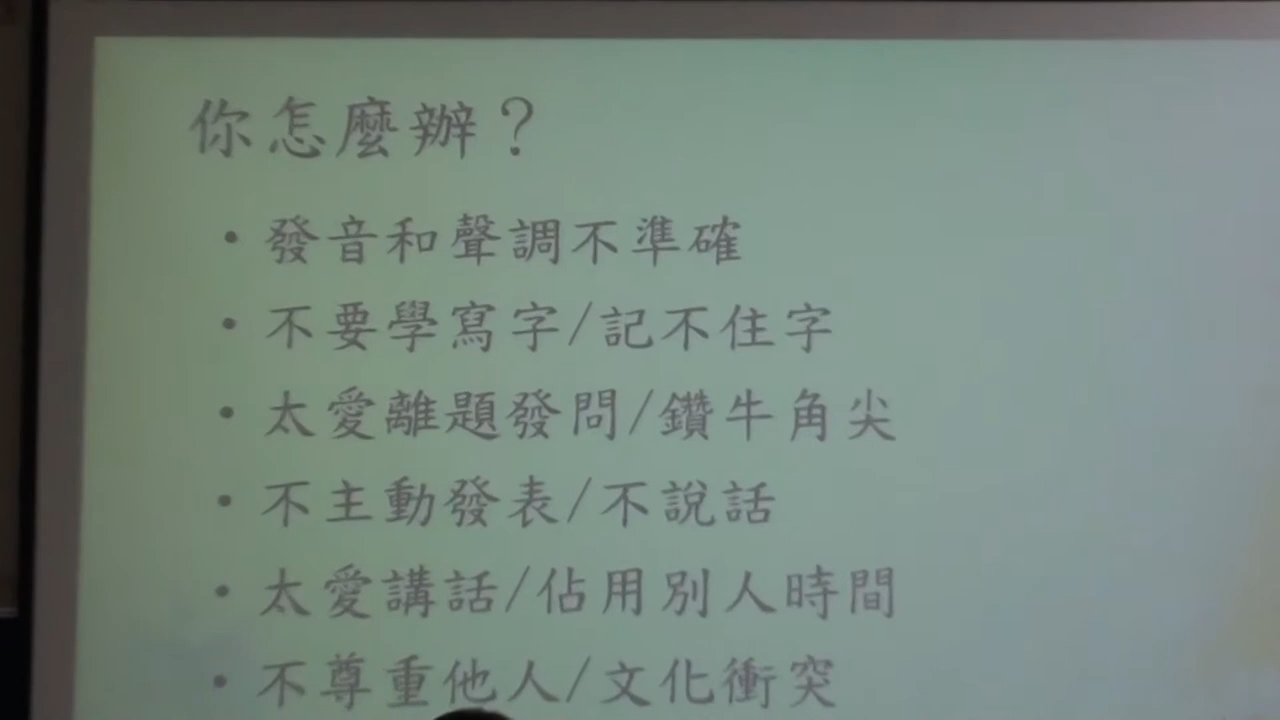 你怎麼辦？
•發音和聲調不準確
•不要學寫字/記不住字
•太愛離題發問/鑽牛角尖
•不主動發表/不說話
•太愛講話/佔用別人時間
•不尊重他人/文化衝突